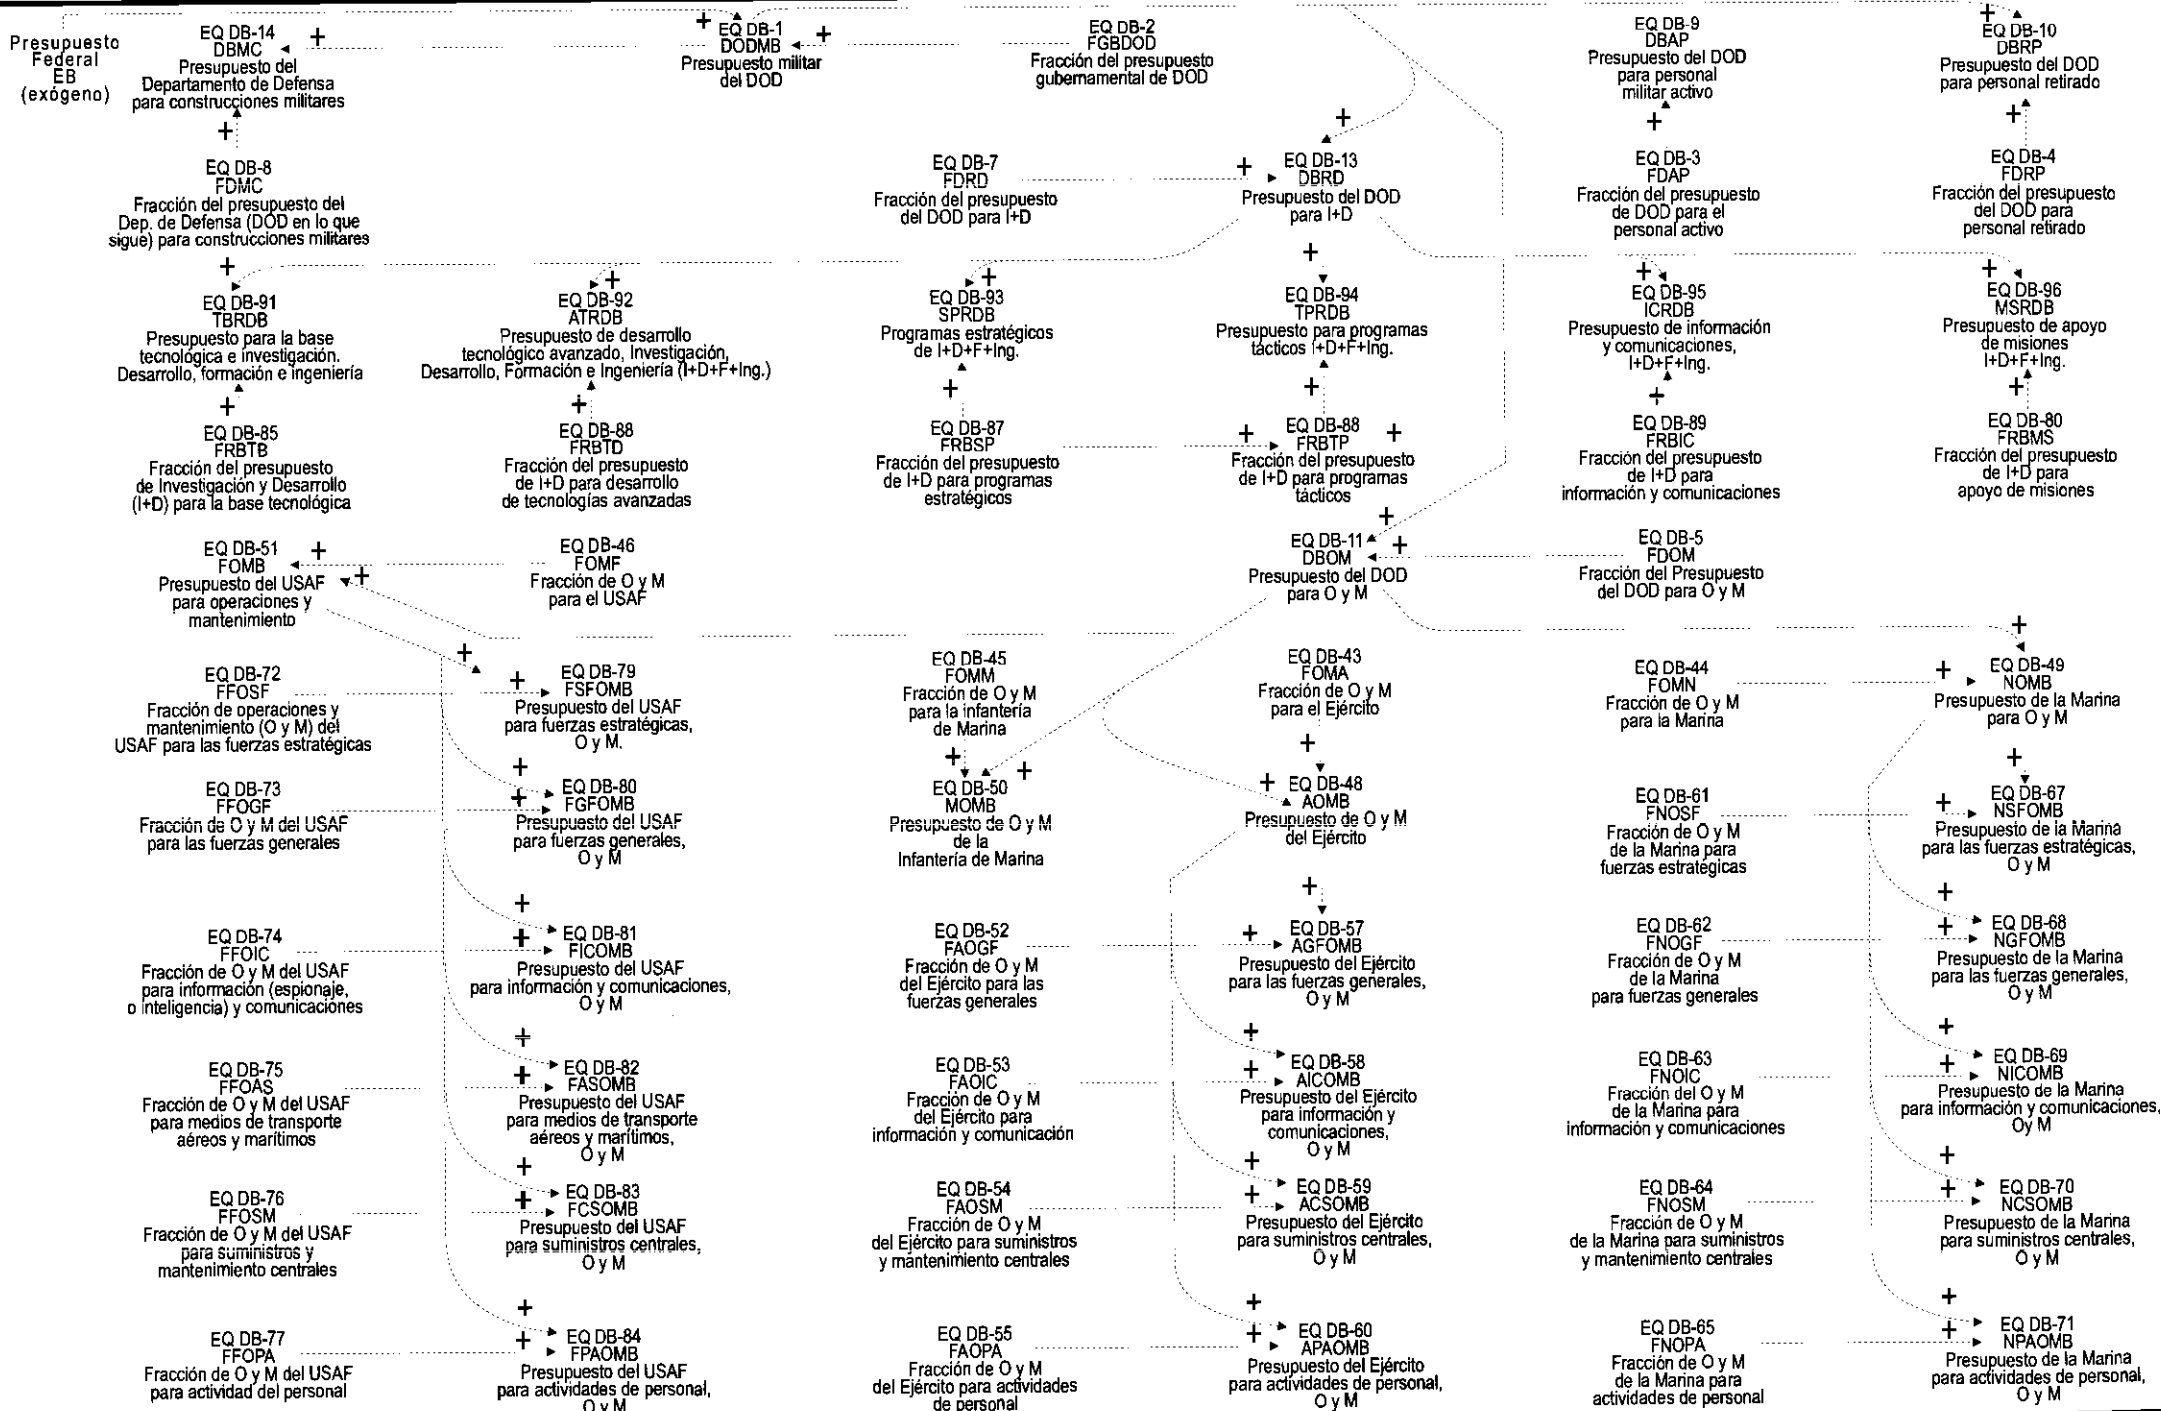 Presupuesto
Federal
EB
(exógeno)
EQ DB-14
DBMC
Presupuesto del
Departamento de Defensa
para construcciones militares
+
+
EQ DB-1
DODMB
Presupuesto militar
del DOD
+
EQ DB-2
FGBDOD
Fracción del presupuesto
gubernamental de DOD
EQ DB-9
DBAP
Presupuesto del DOD
para personal
militar activo
+
EQ DB-10
DBRP
Presupuesto del DOD
para personal retirado
+
EQ DB-8
FDMC
Fracción del presupuesto del
Dep. de Defensa (DOD en lo que
sigue) para construcciones militares
EQ DB-7
FDRD
Fracción del presupuesto
del DOD para I+D
+
+
EQ DB-13
DBRD
Presupuesto del DOD
para I+D
+
EQ DB-3
FDAP
Fracción del presupuesto
de DOD para el
personal activo
+
EQ DB-4
FDRP
Fracción del presupuesto
del DOD para
personal retirado
+
EQ DB-91
TBRDB
Presupuesto para la base
tecnológica e investigación.
Desarrollo, formación e ingeniería
+
EQ DB-92
ATRDB
Presupuesto de desarrollo
tecnológico avanzado, Investigación,
Desarrollo, Formación e Ingeniería (I+D+F+Ing.)
+
EQ DB-93
SPRDB
Programas estratégicos
de I+D+F+Ing.
+
EQ DB-94
TPRDB
Presupuesto para programas
tácticos I+D+F+Ing.
+
EQ DB-95
ICRDB
Presupuesto de información
y comunicaciones,
I+D+F+Ing.
+
EQ DB-96
MSRDB
Presupuesto de apoyo
de misiones
I+D+F+Ing.
+
EQ DB-85
FRBTB
Fracción del presupuesto
de Investigación y Desarrollo
(I+D) para la base tecnológica
+
EQ DB-88
FRBTD
Fracción del presupuesto
de I+D para desarrollo
de tecnologías avanzadas
+
EQ DB-87
FRBSP
Fracción del presupuesto
de I+D para programas
estratégicos
+
+
+
EQ DB-88
FRBTP
Fracción del presupuesto
de I+D para programas
tácticos
+
EQ DB-89
FRBIC
Fracción del presupuesto
de I+D para
información y comunicaciones
+
EQ DB-80
FRBMS
Fracción del presupuesto
de I+D para
apoyo de misiones
EQ DB-51
FOMB
Presupuesto del USAF
para operaciones y
mantenimiento
+
+
EQ DB-46
FOMF
Fracción de O y M
para el USAF
+
+
EQ DB-11
DBOM
Presupuesto del DOD
para O y M
EQ DB-5
FDOM
Fracción del Presupuesto
del DOD para O y M
EQ DB-72
FFOSF
Fracción de operaciones y
mantenimiento (O y M) del
USAF para las fuerzas estratégicas
+
+
EQ DB-79
FSFOMB
Presupuesto del USAF
para fuerzas estratégicas,
O y M.
EQ DB-45
FOMM
Fracción de O y M
para la infantería
de Marina
EQ DB-43
FOMA
Fracción de O y M
para el Ejército
EQ DB-44
FOMN
Fracción de O y M
para la Marina
+
+
EQ DB-49
NOMB
Presupuesto de la Marina
para O y M
EQ DB-73
FFOGF
Fracción de O y M del USAF
para las fuerzas generales
+
+
EQ DB-80
FGFOMB
Presupuesto del USAF
para fuerzas generales,
O y M
+
+
EQ DB-50
MOMB
Presupuesto de O y M
de la
Infantería de Marina
+
+
EQ DB-48
AOMB
Presupuesto de O y M
del Ejército
EQ DB-61
FNOSF
Fracción de O y M
de la Marina para
fuerzas estratégicas
+
+
EQ DB-67
NSFOMB
Presupuesto de la Marina
para las fuerzas estratégicas,
O y M
EQ DB-74
FFOIC
Fracción de O y M del USAF
para información (espionaje,
o inteligencia) y comunicaciones
+
+
EQ DB-81
FICOMB
Presupuesto del USAF
para información y comunicaciones,
O y M
EQ DB-52
FAOGF
Fracción de O y M
del Ejército para las
fuerzas generales
+
+
EQ DB-57
AGFOMB
Presupuesto del Ejército
para las fuerzas generales,
O y M
EQ DB-62
FNOGF
Fracción de O y M
de la Marina
para fuerzas generales
+
+
EQ DB-68
NGFOMB
Presupuesto de la Marina
para las fuerzas generales,
O y M
EQ DB-75
FFOAS
Fracción de O y M del USAF
para medios de transporte
aéreos y marítimos
+
+
EQ DB-82
FASOMB
Presupuesto del USAF
para medios de transporte
aéreos y marítimos,
O y M
EQ DB-53
FAOIC
Fracción de O y M
del Ejército para
información y comunicación
+
+
EQ DB-58
AICOMB
Presupuesto del Ejército
para información y
comunicaciones,
O y M
EQ DB-63
FNOIC
Fracción del O y M
de la Marina para
información y comunicaciones
+
+
EQ DB-69
NICOMB
Presupuesto de la Marina
para información y comunicaciones,
Oy M
EQ DB-76
FFOSM
Fracción de O y M del USAF
para suministros y
mantenimiento centrales
+
+
EQ DB-83
FCSOMB
Presupuesto del USAF
para suministros centrales,
O y M
EQ DB-54
FAOSM
Fracción de O y M
del Ejército para suministros
y mantenimiento centrales
+
+
EQ DB-59
ACSOMB
Presupuesto del Ejército
para suministros centrales,
O y M
EQ DB-64
FNOSM
Fracción de O y M
de la Marina para suministros
y mantenimiento centrales
+
+
EQ DB-70
NCSOMB
Presupuesto de la Marina
para suministros centrales,
O y M
EQ DB-77
FFOPA
Fracción de O y M del USAF
para actividad del personal
+
+
EQ DB-84
FPAOMB
Presupuesto del USAF
para actividades de personal,
O y M
EQ DB-55
FAOPA
Fracción de O y M
del Ejército para actividades
de personal
+
+
EQ DB-60
APAOMB
Presupuesto del Ejército
para actividades de personal,
O y M
EQ DB-65
FNOPA
Fracción de O y M
de la Marina para
actividades de personal
+
+
EQ DB-71
NPAOMB
Presupuesto de la Marina
para actividades de personal,
O y M